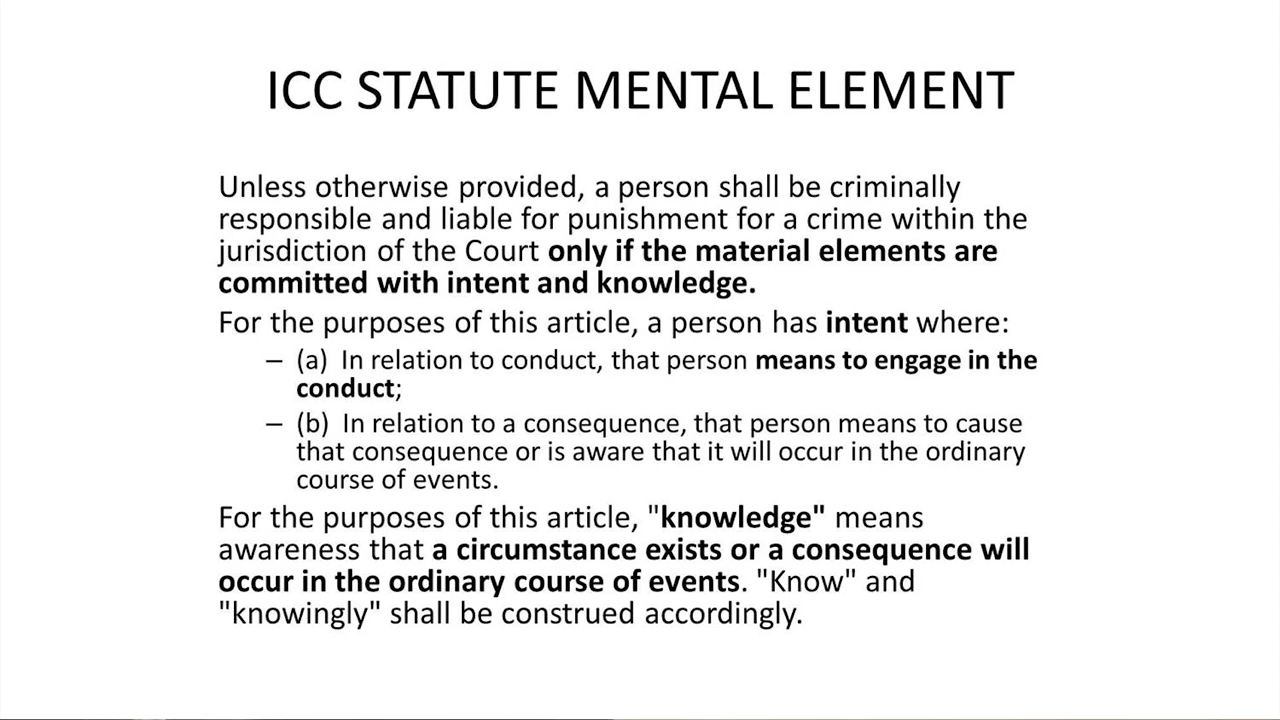 ICC STATUTE MENTAL ELEMENT
Unless otherwise provided, a person shall be criminally
responsible and liable for punishment for a crime within the
jurisdiction of the Court only if the material elements are
committed with intent and knowledge.
For the purposes of this article, a person has intent where:
– (a) In relation to conduct, that person means to engage in the
conduct;
– (b) In relation to a consequence, that person means to cause
that consequence or is aware that it will occur in the ordinary
course of events.
For the purposes of this article, "knowledge" means
awareness that a circumstance exists or a consequence will
occur in the ordinary course of events. "Know" and
"knowingly" shall be construed accordingly.